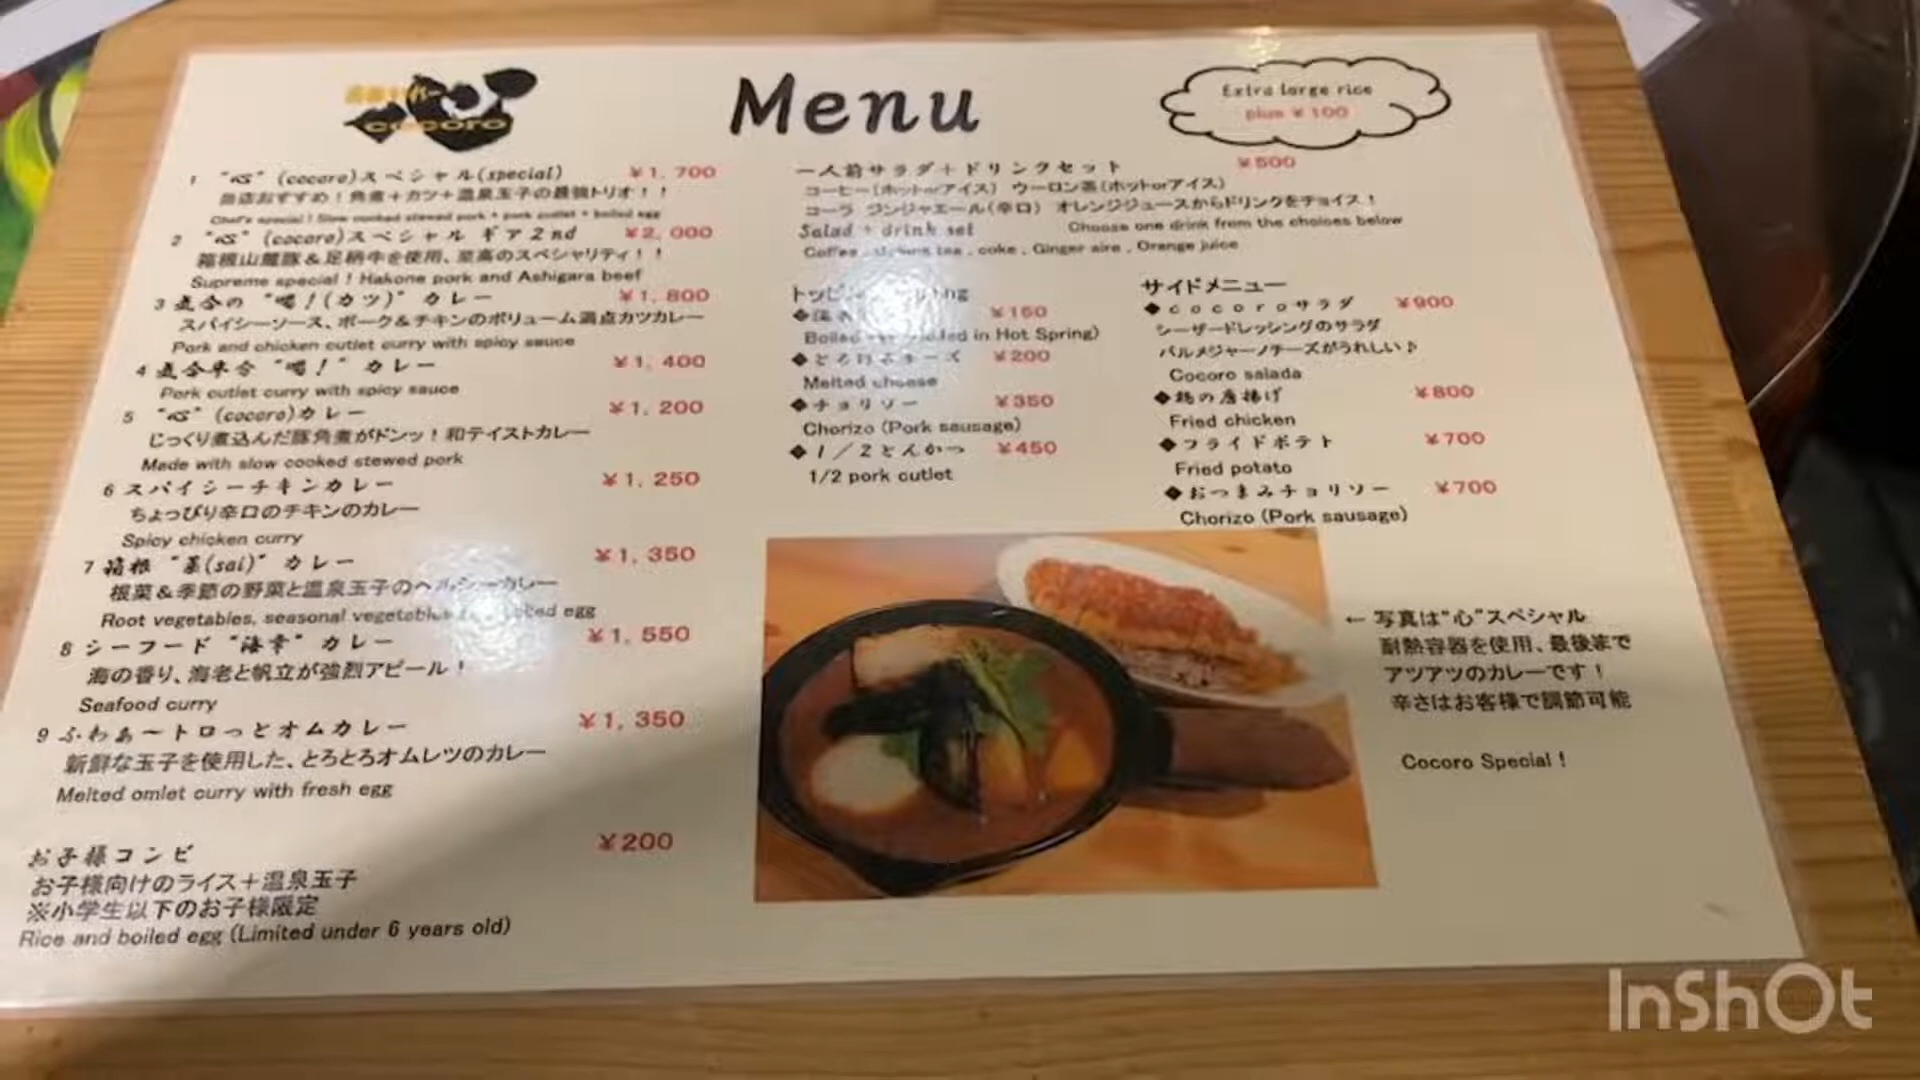 cocoro
Menu
Extra large rice
plus ¥100
1 "心" (cocoro)スペシャル(special) ¥1,700
当店おすすめ!角煮+カツ+温泉玉子の最強トリオ!!
Chef's special! Slow cooked stewed pork + pork cutlet + boiled egg
2 "心" (cocoro)スペシャル ギア2nd ¥2,000
箱根山麓豚&足柄牛を使用、至高のスペシャリティ!!
Supreme special! Hakone pork and Ashigara beef
3 直合の "喝!(カツ)" カレー ¥1,800
スパイシーソース、ポーク&チキンのボリューム満点カツカレー
Pork and chicken cutlet curry with spicy sauce
4 "喝!" カレー ¥1,400
Pork cutlet curry with spicy sauce
5 "心" (cocoro)カレー ¥1,200
じっくり煮込んだ豚角煮がドンッ!和テイストカレー
Made with slow cooked stewed pork
6 スパイシーチキンカレー ¥1,250
ちょっぴり辛口のチキンのカレー
Spicy chicken curry
7 箱根 "菜(sai)" カレー ¥1,350
根菜&季節の野菜と温泉玉子のヘルシーカレー
Root vegetables, seasonal vegetables egg
8 シーフード "海幸" カレー ¥1,550
海の香り、海老と帆立が強烈アピール!
Seafood curry
9 ふわぁ〜トロっとオムカレー ¥1,350
新鮮な玉子を使用した、とろとろオムレツのカレー
Melted omlet curry with fresh egg
お子様コンビ ¥200
お子様向けのライス+温泉玉子
※小学生以下のお子様限定
Rice and boiled egg (Limited under 6 years old)
一人前サラダ+ドリンクセット ¥500
コーヒー(ホットorアイス) ウーロン茶(ホットorアイス)
コーラ ジンジャエール(辛口) オレンジジュースからドリンクをチョイス!
Salad + drink set Choose one drink from the choices below
Coffee , tea , coke , Ginger aire , Orange juice
¥150
in Hot Spring)
◆とろけるチーズ ¥200
Melted cheese
◆チョリソー ¥350
Chorizo (Pork sausage)
◆1/2とんかつ ¥450
1/2 pork cutlet
サイドメニュー
◆cocoroサラダ ¥900
シーザードレッシングのサラダ
パルメジャーノチーズがうれしい♪
Cocoro salada
◆鶏の唐揚げ ¥800
Fried chicken
◆フライドポテト ¥700
Fried potato
◆おつまみチョリソー ¥700
Chorizo (Pork sausage)
← 写真は"心"スペシャル
耐熱容器を使用、最後まで
アツアツのカレーです!
辛さはお客様で調節可能
Cocoro Special!
InShOt